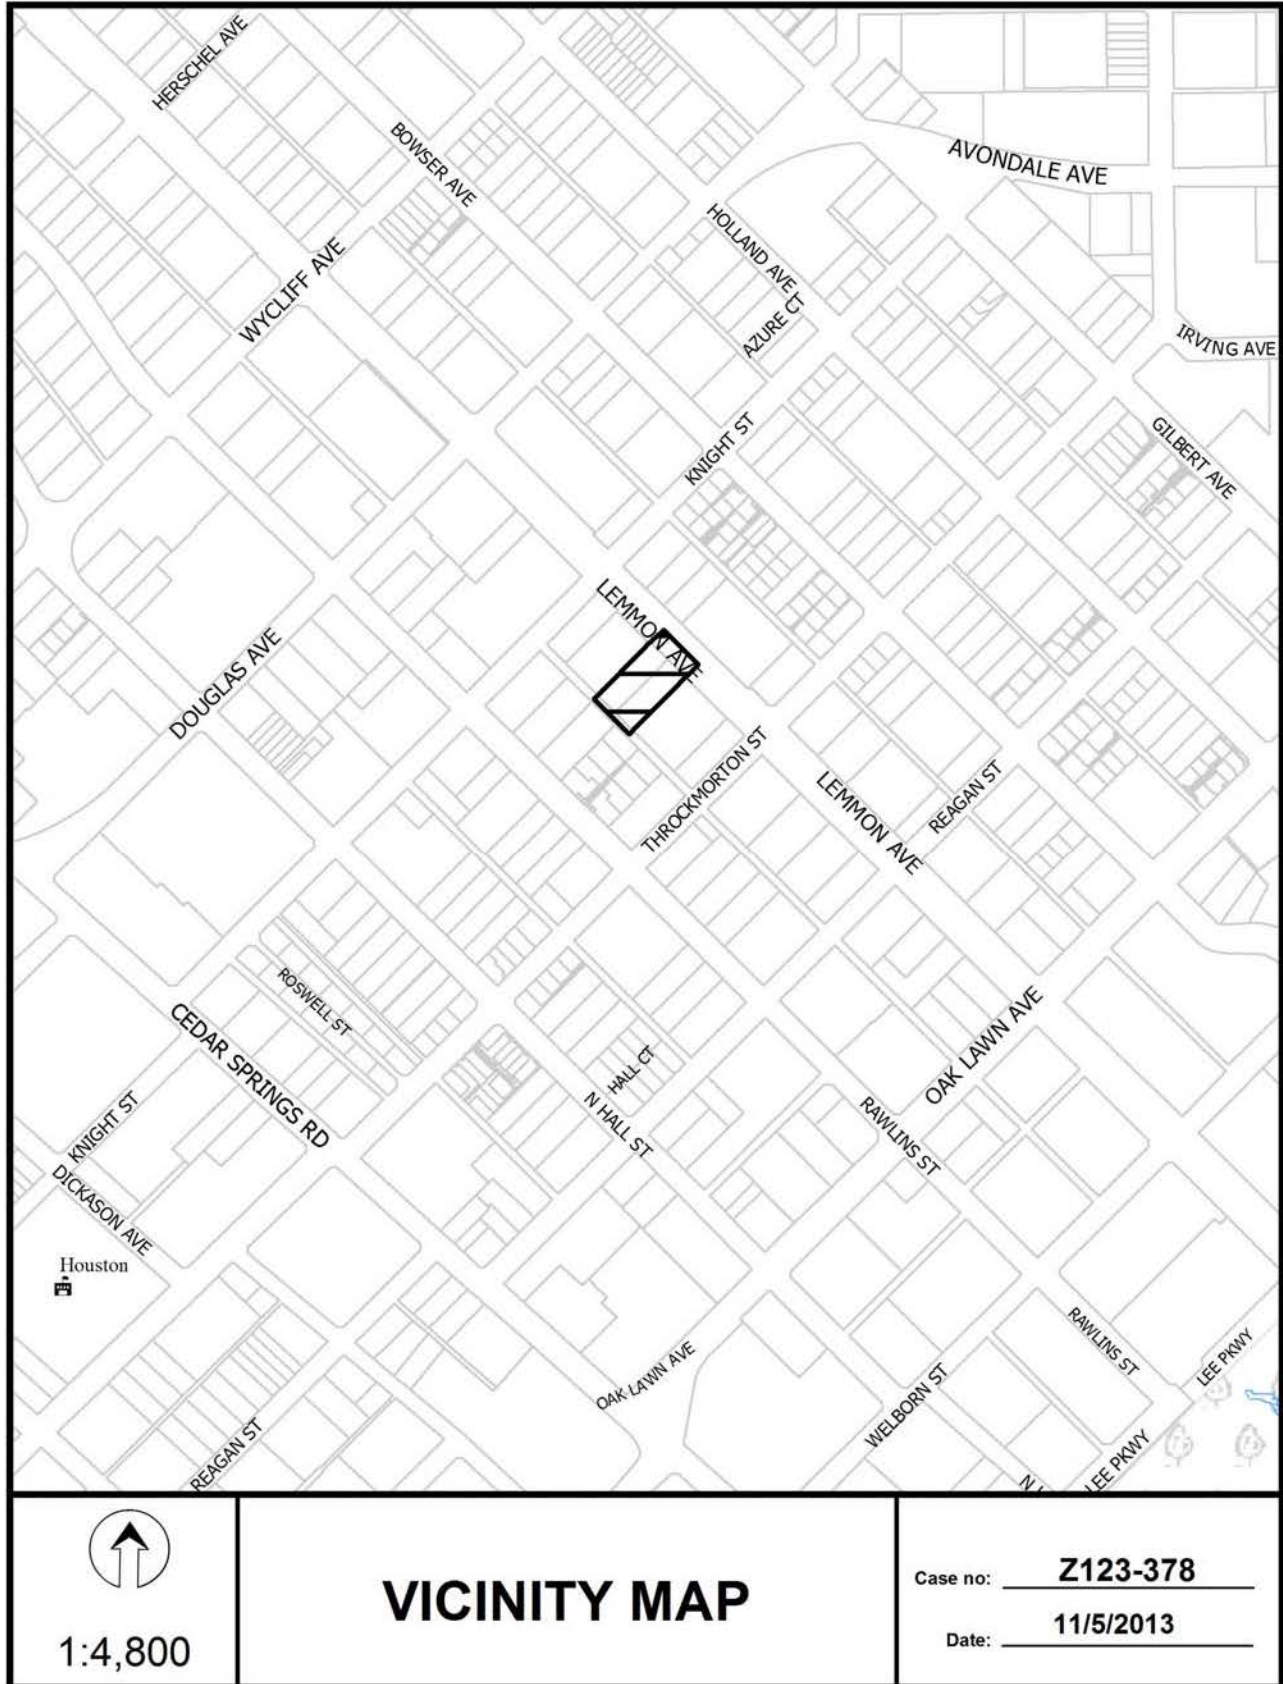 HERSCHEL AVE
BOWSER AVE
AVONDALE AVE
HOLLAND AVE
WYCLIFF AVE
AZURE CT
IRVING AVE
KNIGHT ST
GILBERT AVE
LEMMON AVE
DOUGLAS AVE
THROCKMORTON ST
LEMMON AVE
REAGAN ST
ROSWELL ST
CEDAR SPRINGS RD
OAK LAWN AVE
HALL CT
N HALL ST
RAWLINS ST
KNIGHT ST
DICKASON AVE
Houston
RAWLINS ST
LEE PKWY
OAK LAWN AVE
WELBORN ST
REAGAN ST
LEE PKWY
N
1:4,800
VICINITY MAP
Case no: Z123-378
Date: 11/5/2013